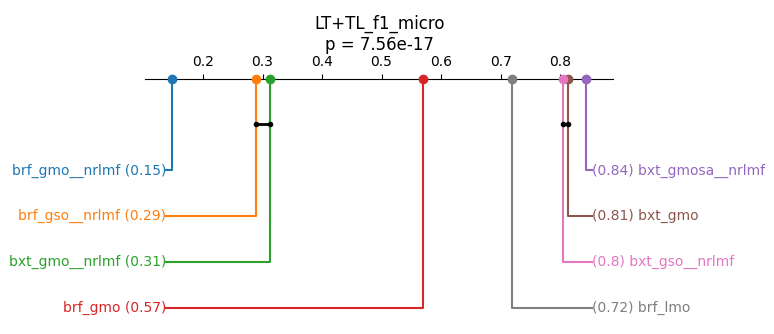 LT+TL_f1_micro
p = 7.56e-17
0.2 0.3 0.4 0.5 0.6 0.7 0.8
brf_gmo__nrlmf (0.15)
(0.84) bxt_gmosa__nrlmf
brf_gso__nrlmf (0.29)
(0.81) bxt_gmo
bxt_gmo__nrlmf (0.31)
(0.8) bxt_gso__nrlmf
brf_gmo (0.57)
(0.72) brf_lmo